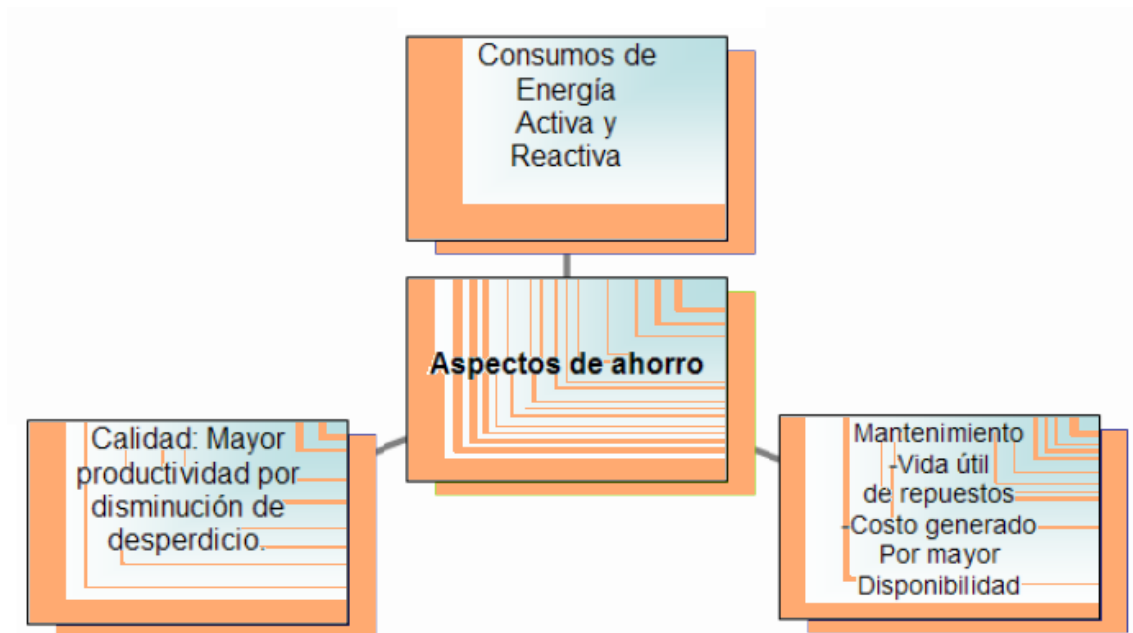 Consumos de
Energía
Activa y
Reactiva
Aspectos de ahorro
Calidad: Mayor
productividad por
disminución de
desperdicio.
Mantenimiento
-Vida útil
de repuestos
-Costo generado
Por mayor
Disponibilidad